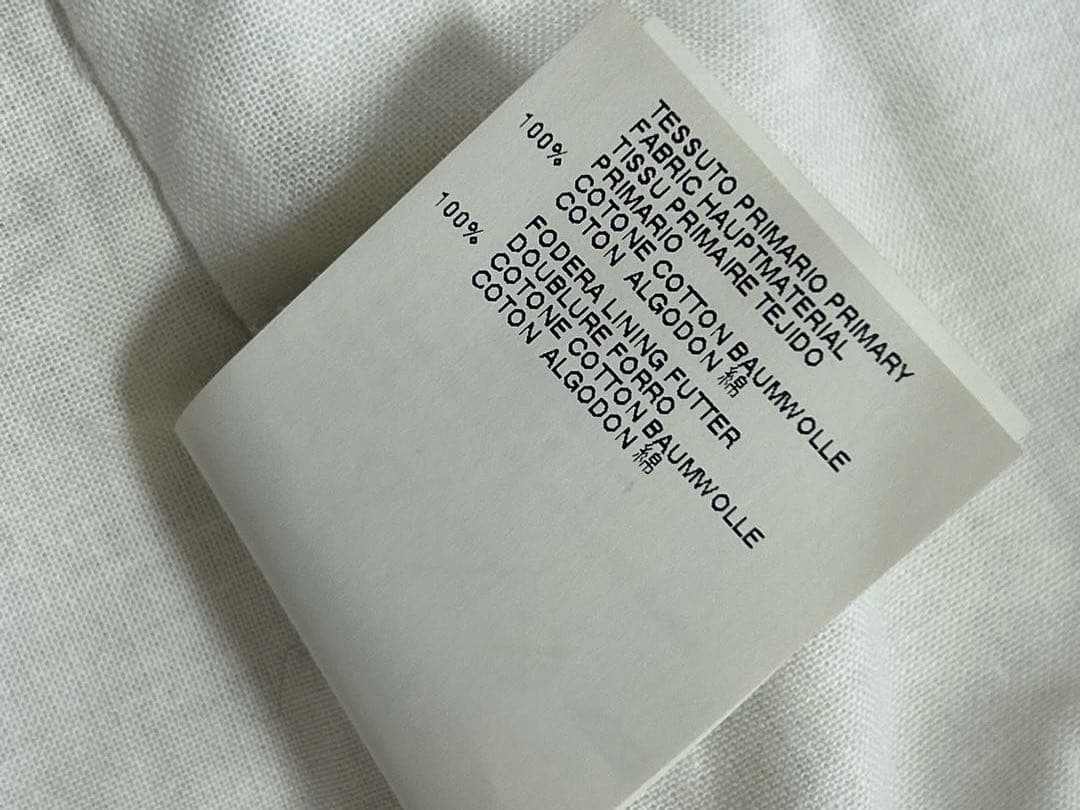 TESSUTO PRIMARIO PRIMARY
FABRIC HAUPTMATERIAL
TISSU PRIMAIRE TEJIDO
PRIMARIO
100% COTONE COTTON BAUMWOLLE
COTON ALGODON 綿
FODERA LINING FUTTER
DOUBLURE FORRO
100% COTONE COTTON BAUMWOLLE
COTON ALGODON 綿